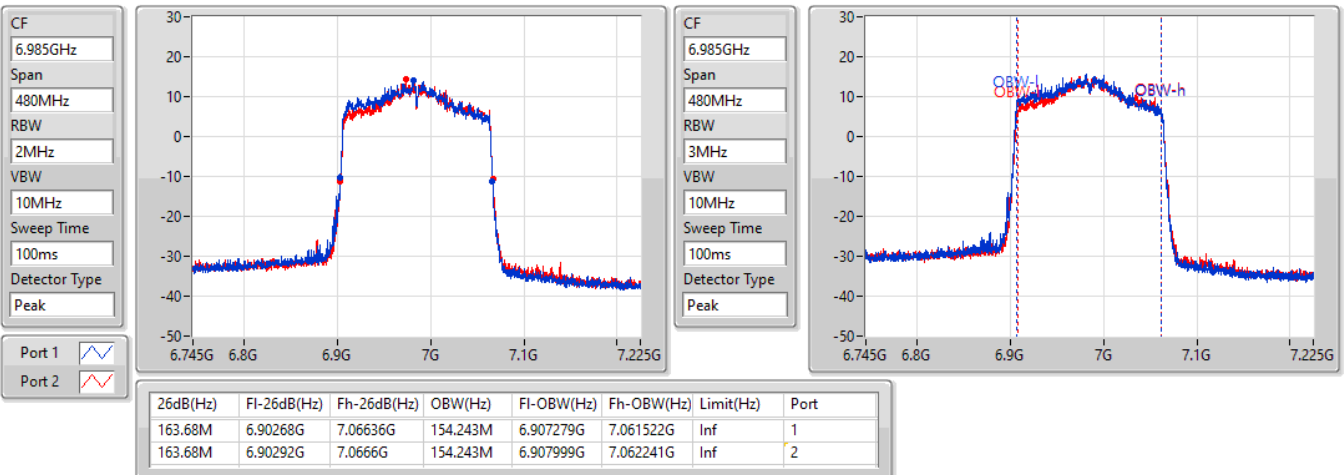 CF
6.985GHz
Span
480MHz
RBW
2MHz
VBW
10MHz
Sweep Time
100ms
Detector Type
Peak
Port 1
Port 2
30
20
10
0
-10
-20
-30
-40
-50
6.745G 6.8G 6.9G 7G 7.1G 7.225G
CF
6.985GHz
Span
480MHz
RBW
3MHz
VBW
10MHz
Sweep Time
100ms
Detector Type
Peak
30
20
10
0
-10
-20
-30
-40
-50
OBW-l
OBW-h
6.745G 6.8G 6.9G 7G 7.1G 7.225G
26dB(Hz) Fl-26dB(Hz) Fh-26dB(Hz) OBW(Hz) Fl-OBW(Hz) Fh-OBW(Hz) Limit(Hz) Port
163.68M 6.90268G 7.06636G 154.243M 6.907279G 7.061522G Inf 1
163.68M 6.90292G 7.0666G 154.243M 6.907999G 7.062241G Inf 2